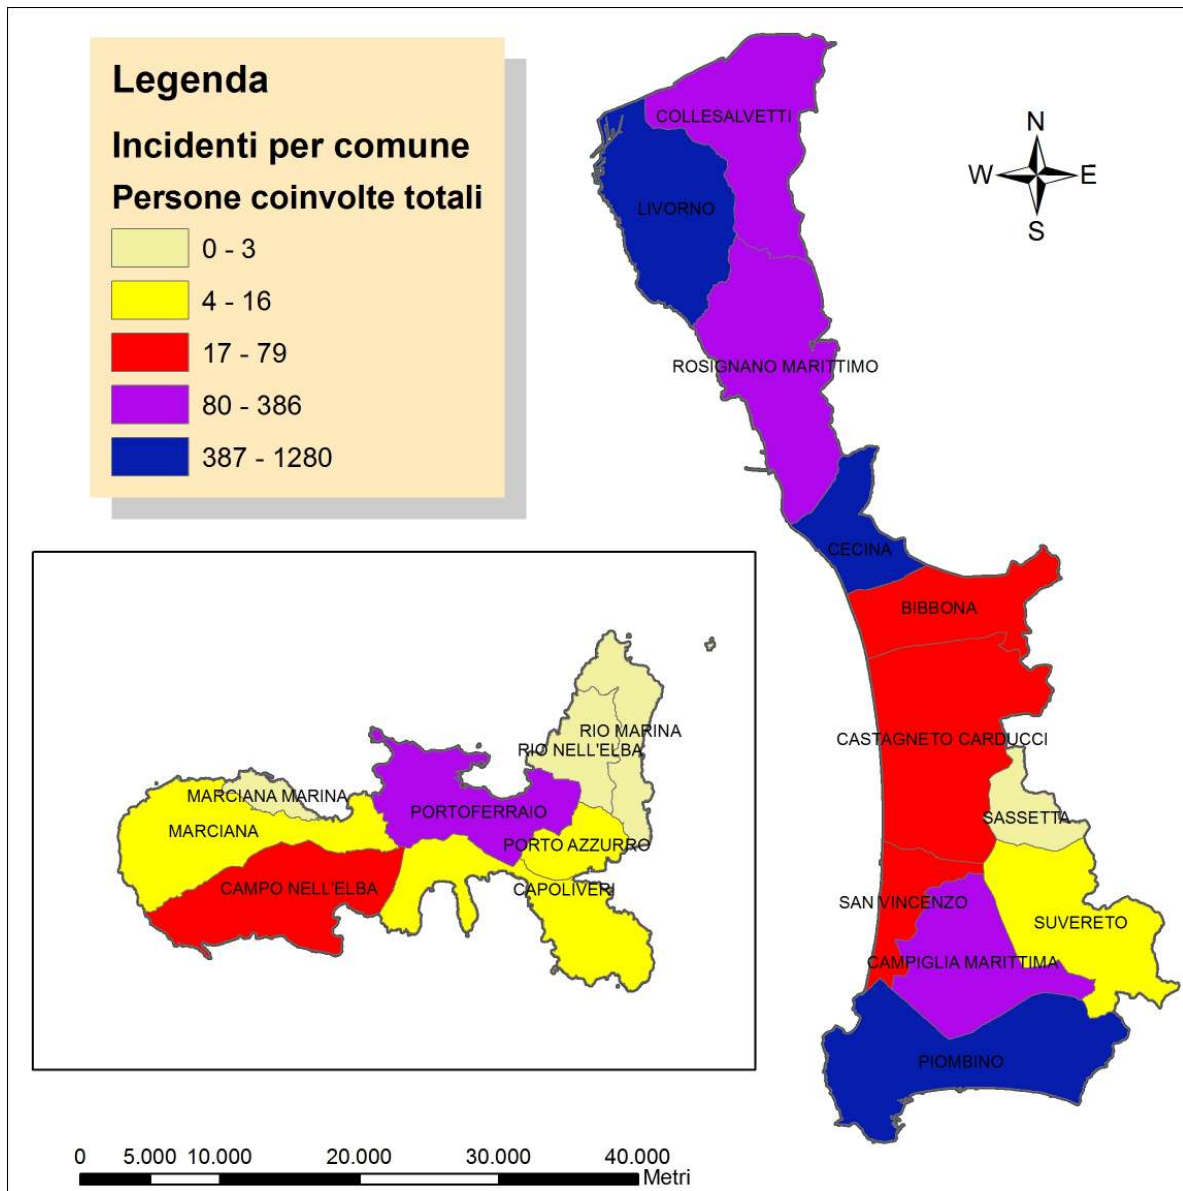 Legenda
Incidenti per comune
Persone coinvolte totali
0 - 3
4 - 16
17 - 79
80 - 386
387 - 1280
N
W
E
S
COLLESALVETTI
LIVORNO
ROSIGNANO MARITTIMO
CECINA
BIBBONA
CASTAGNETO CARDUCCI
SASSETTA
SAN VINCENZO
SUVERETO
CAMPIGLIA MARITTIMA
PIOMBINO
RIO MARINA
RIO NELL'ELBA
MARCIANA MARINA
PORTOFERRAIO
MARCIANA
PORTO AZZURRO
CAMPO NELL'ELBA
CAPOLIVERI
0 5.000 10.000 20.000 30.000 40.000
Metri